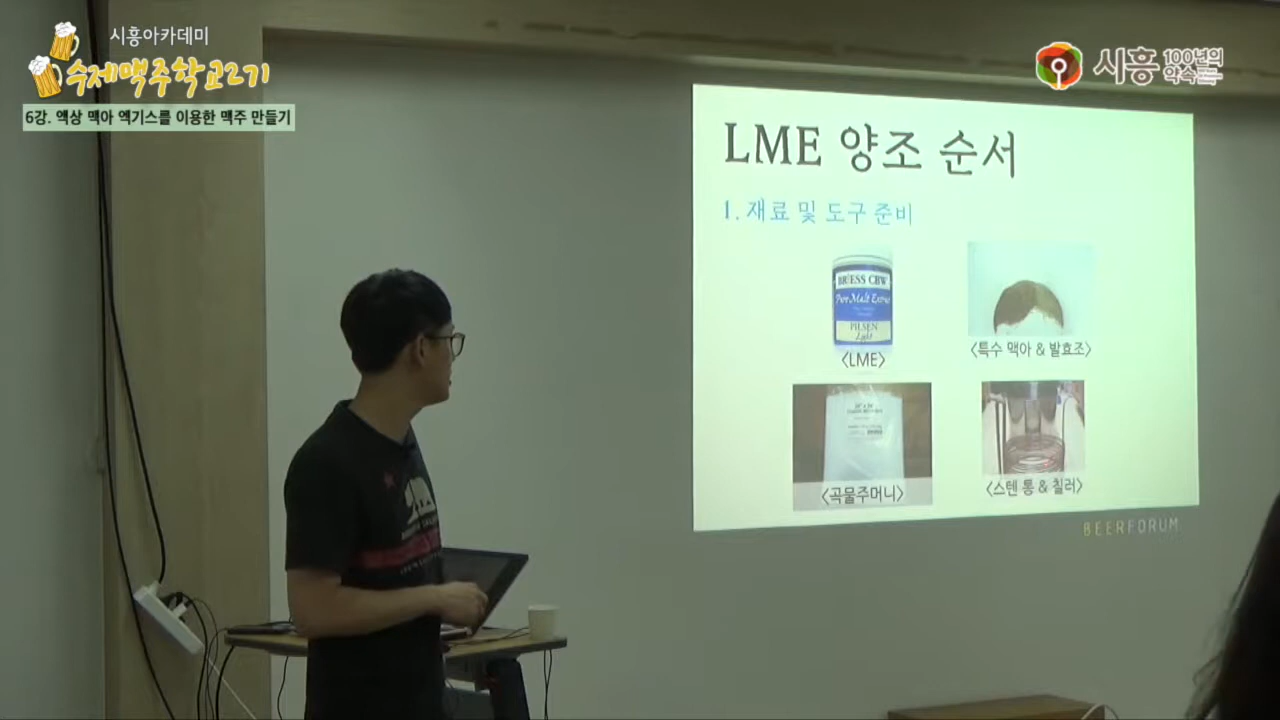 시흥아카데미
수제맥주학교2기
6강. 액상 맥아 엑기스를 이용한 맥주 만들기
시흥 100년의 약속
LME 양조 순서
1. 재료 및 도구 준비
BRIESS CBW
Pure Malt Extract
PILSEN
Light
<LME>
<특수 맥아 & 발효조>
<곡물주머니>
<스텐 통 & 칠러>
BEERFORUM